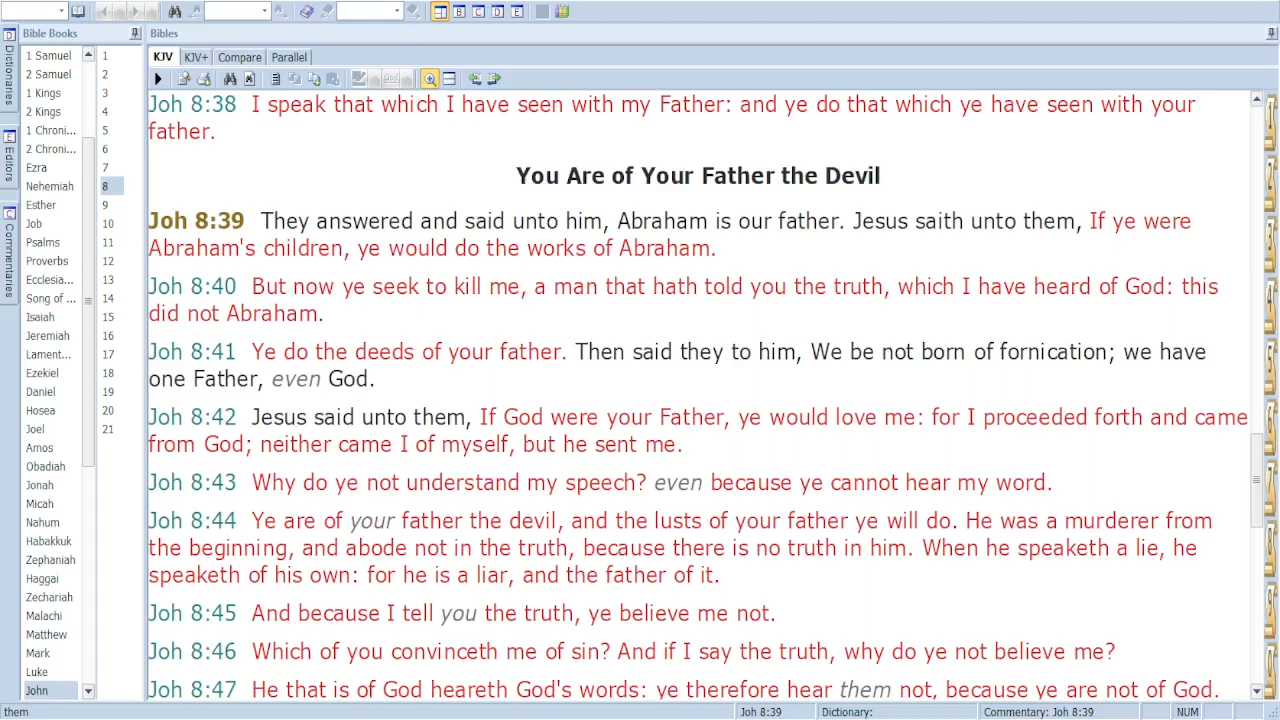 Bible Books
Bibles
Dictionaries
Editors
Commentaries
B C D E
KJV KJV+ Compare Parallel
1 Samuel
2 Samuel
1 Kings
2 Kings
1 Chroni...
2 Chroni...
Ezra
Nehemiah
Esther
Job
Psalms
Proverbs
Ecclesia...
Song of ...
Isaiah
Jeremiah
Lament...
Ezekiel
Daniel
Hosea
Joel
Amos
Obadiah
Jonah
Micah
Nahum
Habakkuk
Zephaniah
Haggai
Zechariah
Malachi
Matthew
Mark
Luke
John
1
2
3
4
5
6
7
8
9
10
11
12
13
14
15
16
17
18
19
20
21
Joh 8:38 I speak that which I have seen with my Father: and ye do that which ye have seen with your
father.
You Are of Your Father the Devil
Joh 8:39 They answered and said unto him, Abraham is our father. Jesus saith unto them, If ye were
Abraham's children, ye would do the works of Abraham.
Joh 8:40 But now ye seek to kill me, a man that hath told you the truth, which I have heard of God: this
did not Abraham.
Joh 8:41 Ye do the deeds of your father. Then said they to him, We be not born of fornication; we have
one Father, even God.
Joh 8:42 Jesus said unto them, If God were your Father, ye would love me: for I proceeded forth and came
from God; neither came I of myself, but he sent me.
Joh 8:43 Why do ye not understand my speech? even because ye cannot hear my word.
Joh 8:44 Ye are of your father the devil, and the lusts of your father ye will do. He was a murderer from
the beginning, and abode not in the truth, because there is no truth in him. When he speaketh a lie, he
speaketh of his own: for he is a liar, and the father of it.
Joh 8:45 And because I tell you the truth, ye believe me not.
Joh 8:46 Which of you convinceth me of sin? And if I say the truth, why do ye not believe me?
Joh 8:47 He that is of God heareth God's words: ye therefore hear them not, because ye are not of God.
1
2
3
4
5
6
7
8
9
them
Joh 8:39
Dictionary:
Commentary: Joh 8:39
NUM